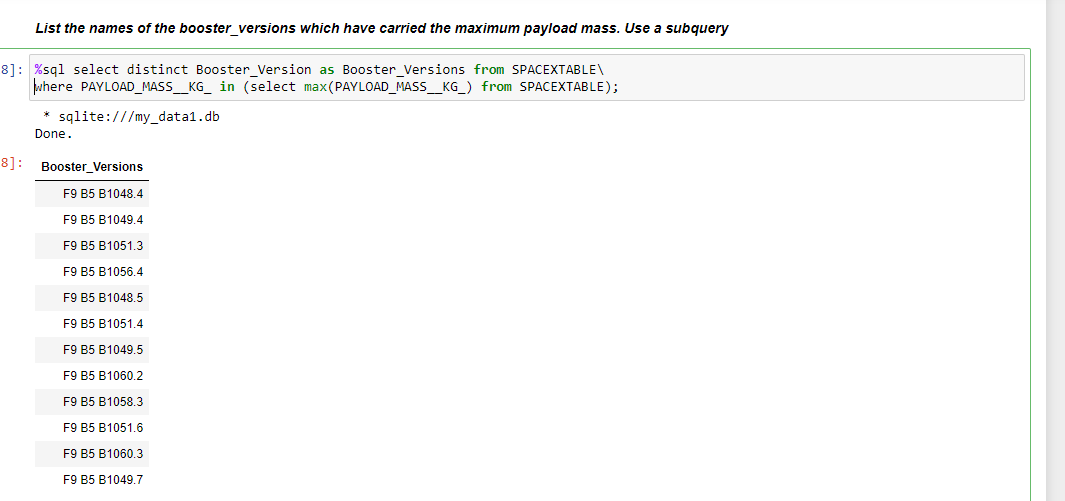 List the names of the booster_versions which have carried the maximum payload mass. Use a subquery
8]: %sql select distinct Booster_Version as Booster_Versions from SPACEXTABLE\
where PAYLOAD_MASS__KG_ in (select max(PAYLOAD_MASS__KG_) from SPACEXTABLE);
* sqlite:///my_data1.db
Done.
8]: Booster_Versions
F9 B5 B1048.4
F9 B5 B1049.4
F9 B5 B1051.3
F9 B5 B1056.4
F9 B5 B1048.5
F9 B5 B1051.4
F9 B5 B1049.5
F9 B5 B1060.2
F9 B5 B1058.3
F9 B5 B1051.6
F9 B5 B1060.3
F9 B5 B1049.7